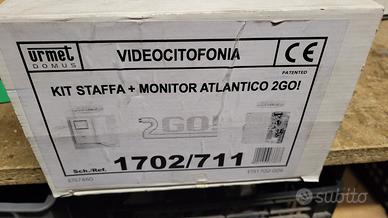 urmet
DOMUS
VIDEOCITOFONIA
CE
PATENTED
KIT STAFFA + MONITOR ATLANTICO 2GO!
2GO!
Sch./Ref.
1702/711
subito